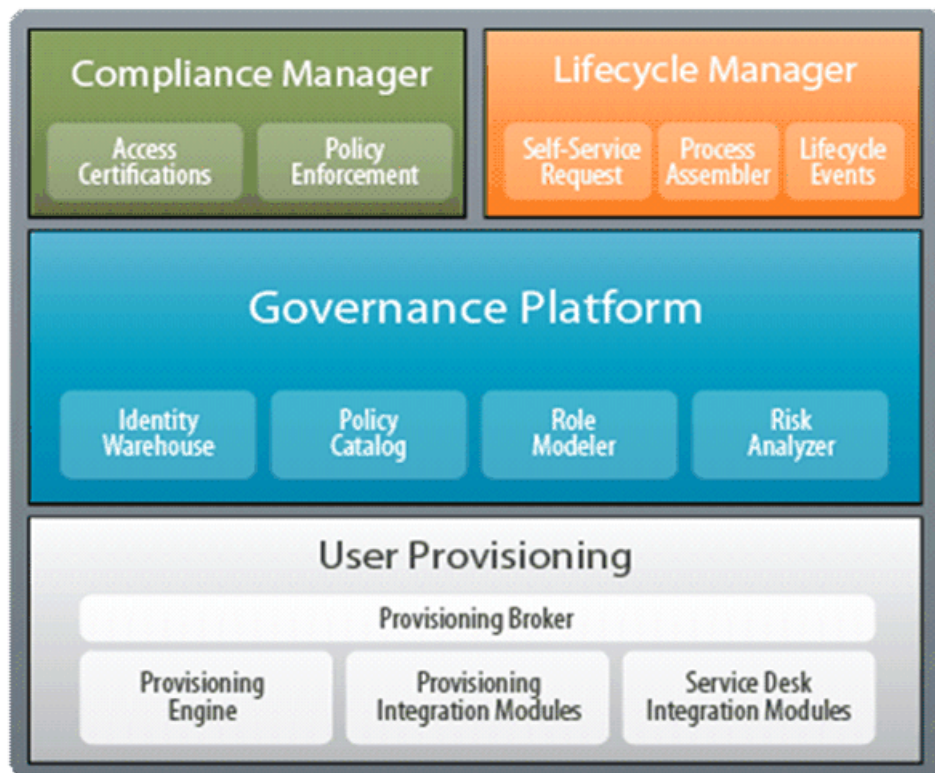 Compliance Manager
Access
Certifications
Policy
Enforcement
Lifecycle Manager
Self-Service
Request
Process
Assembler
Lifecycle
Events
Governance Platform
Identity
Warehouse
Policy
Catalog
Role
Modeler
Risk
Analyzer
User Provisioning
Provisioning Broker
Provisioning
Engine
Provisioning
Integration Modules
Service Desk
Integration Modules